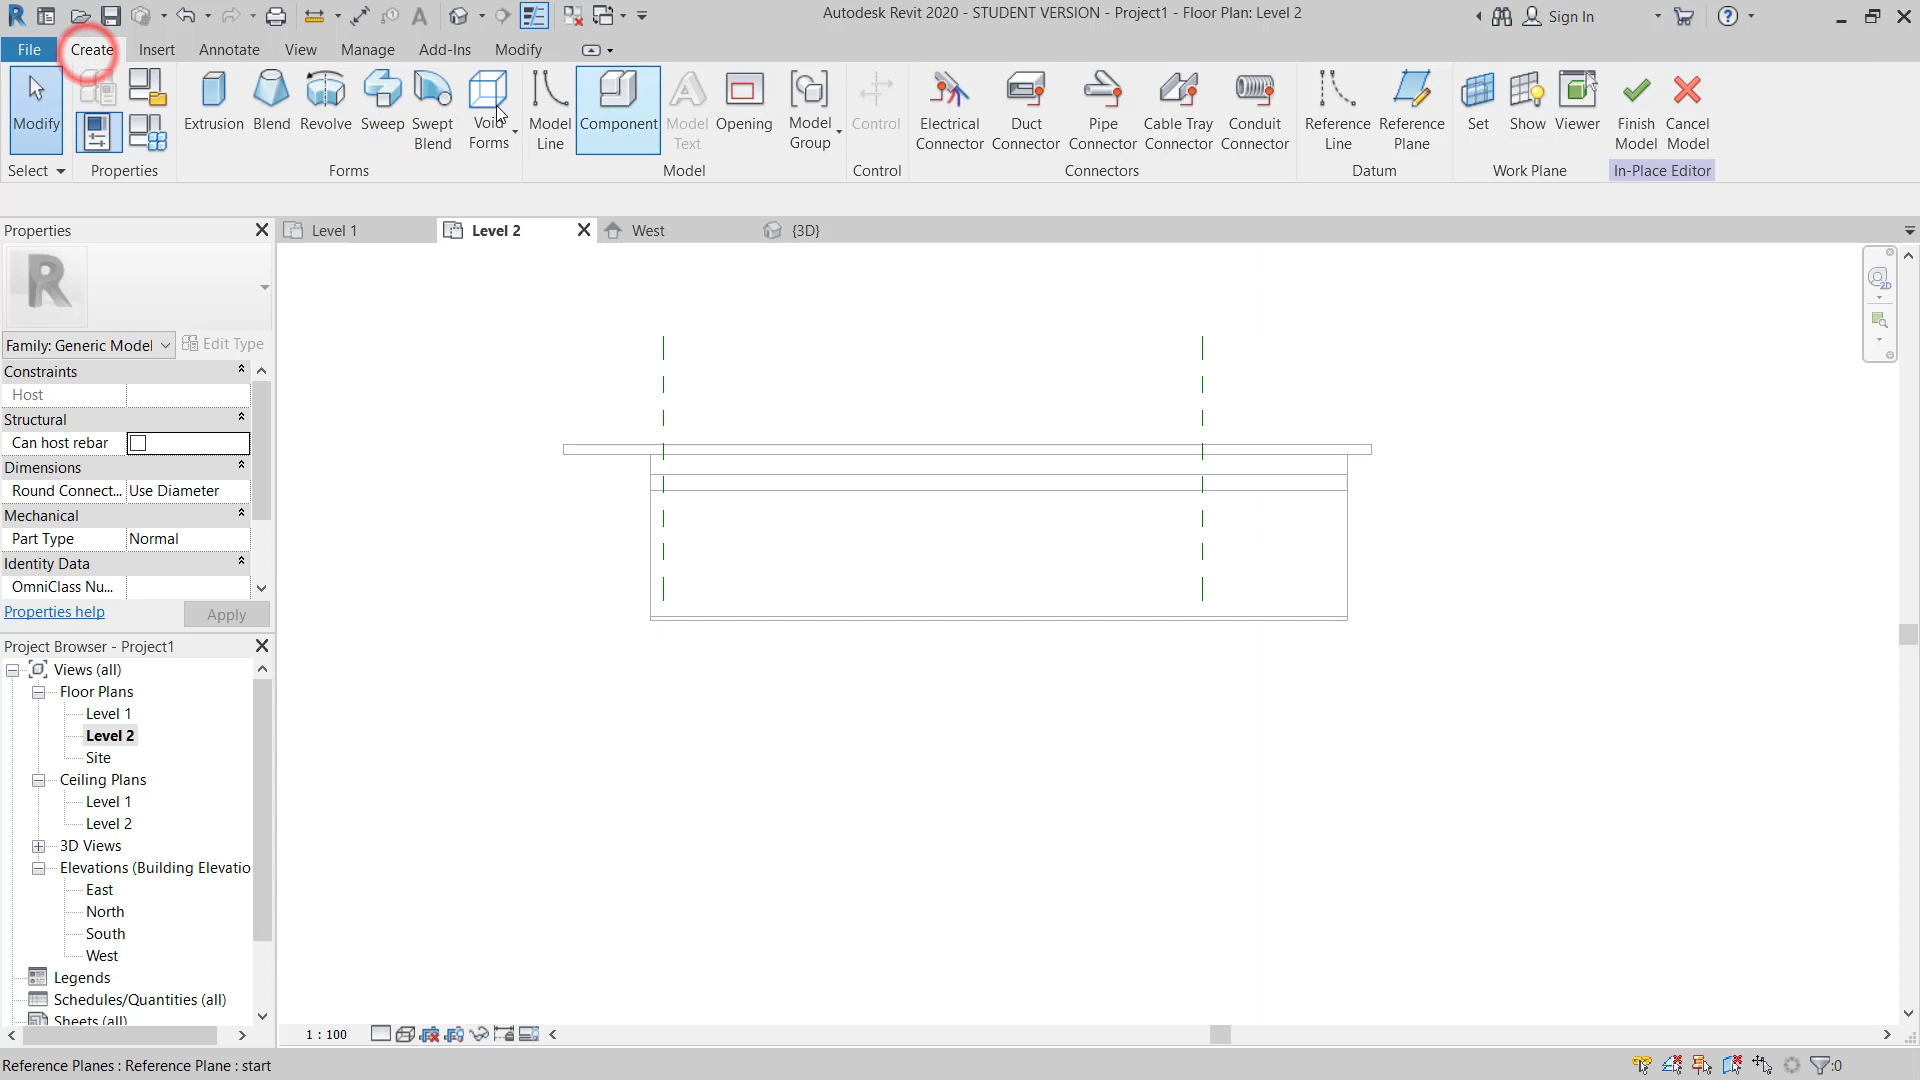 Autodesk Revit 2020 - STUDENT VERSION - Project1 - Floor Plan: Level 2
Sign In
File Create Insert Annotate View Manage Add-Ins Modify
Modify
Extrusion Blend Revolve Sweep Swept Blend Void Forms
Model Line Component Model Text Opening Model Group
Control
Electrical Connector Duct Connector Pipe Connector Cable Tray Connector Conduit Connector
Reference Line Reference Plane
Set Show Viewer
Finish Model Cancel Model
Select Properties Forms Model Control Connectors Datum Work Plane In-Place Editor
Properties
Level 1 Level 2 West {3D}
2D
R
Family: Generic Model Edit Type
Constraints
Host
Structural
Can host rebar
Dimensions
Round Connect... Use Diameter
Mechanical
Part Type Normal
Identity Data
OmniClass Nu...
Properties help Apply
Project Browser - Project1
Views (all)
Floor Plans
Level 1
Level 2
Site
Ceiling Plans
Level 1
Level 2
3D Views
Elevations (Building Elevatio
East
North
South
West
Legends
Schedules/Quantities (all)
Sheets (all)
1 : 100
Reference Planes : Reference Plane : start
:0